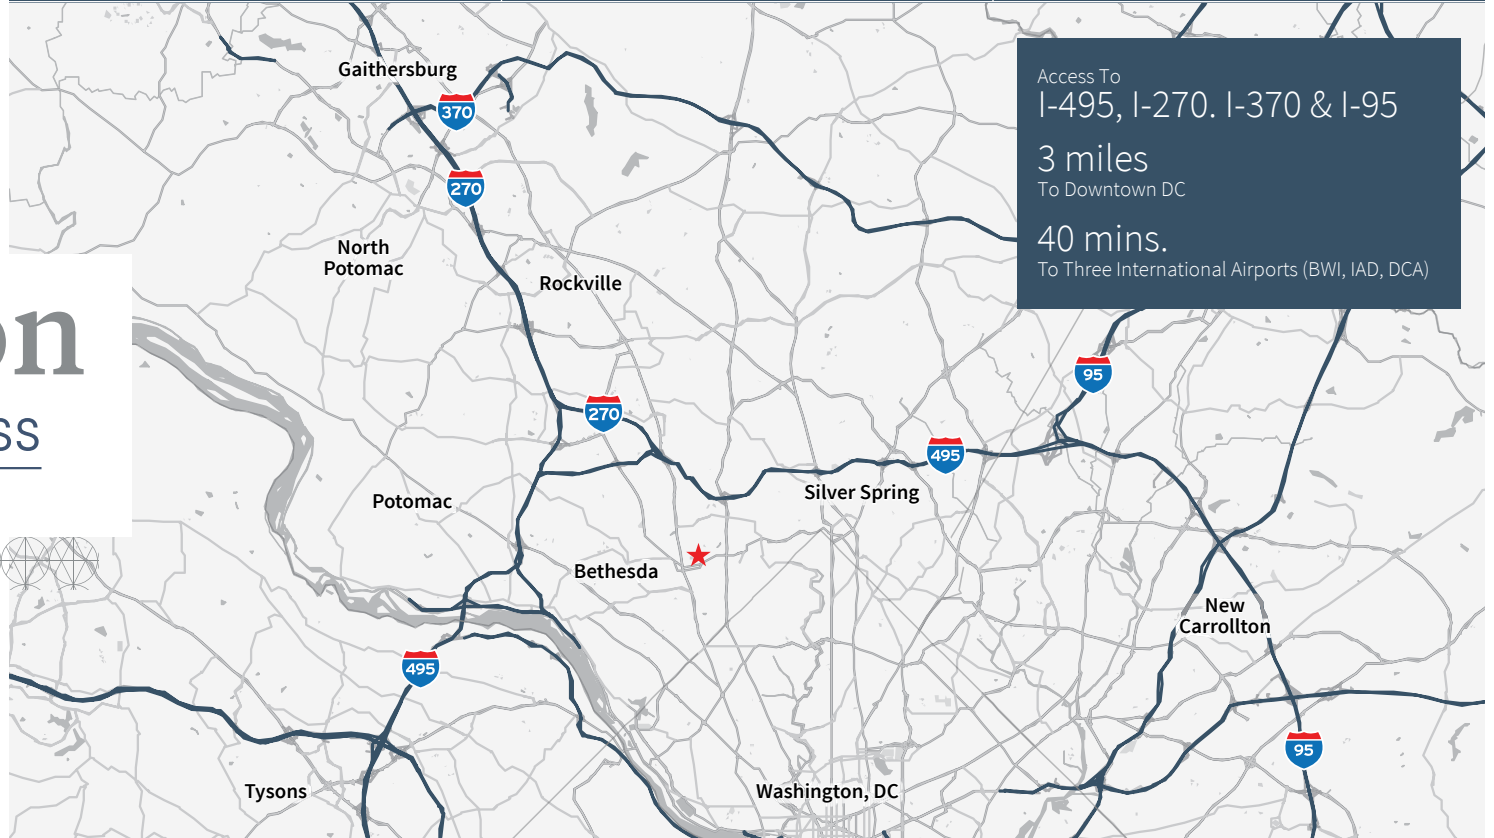 Access To
I-495, I-270. I-370 & I-95
3 miles
To Downtown DC
40 mins.
To Three International Airports (BWI, IAD, DCA)
Gaithersburg
370
270
North
Potomac
Rockville
on
ss
95
270
495
Silver Spring
Potomac
Bethesda
New
Carrollton
495
95
Tysons
Washington, DC